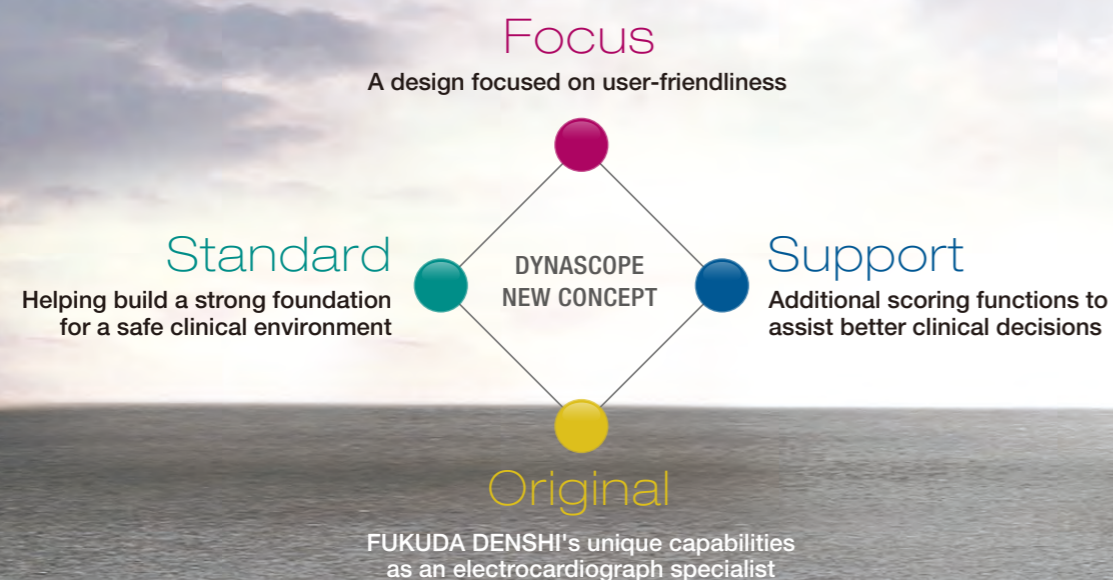 Focus
A design focused on user-friendliness
Standard
Helping build a strong foundation
for a safe clinical environment
DYNASCOPE
NEW CONCEPT
Support
Additional scoring functions to
assist better clinical decisions
Original
FUKUDA DENSHI's unique capabilities
as an electrocardiograph specialist